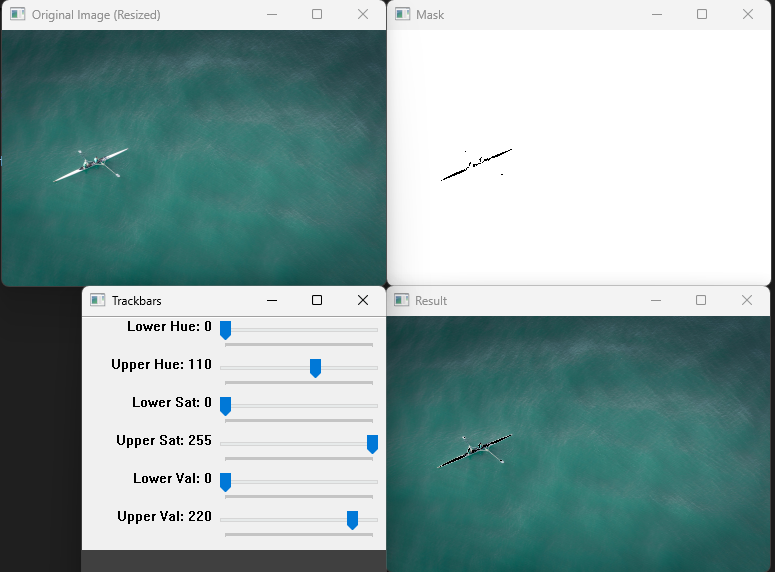 Original Image (Resized)
Mask
Trackbars
Result
Lower Hue: 0
Upper Hue: 110
Lower Sat: 0
Upper Sat: 255
Lower Val: 0
Upper Val: 220